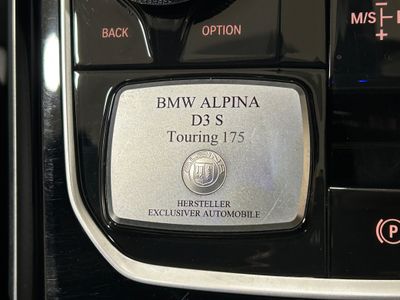 M/S
BACK
OPTION
BMW ALPINA
D3 S
Touring 175
HERSTELLER
EXCLUSIVER AUTOMOBILE
P